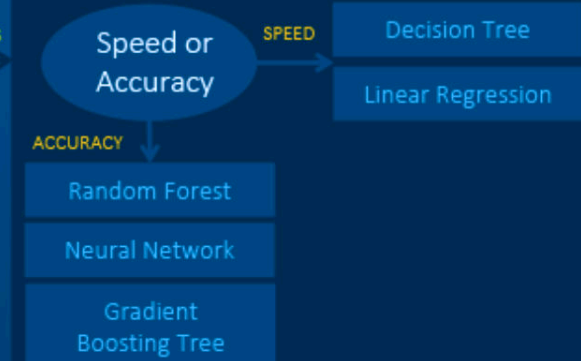 Speed or
Accuracy
SPEED
Decision Tree
Linear Regression
ACCURACY
Random Forest
Neural Network
Gradient
Boosting Tree